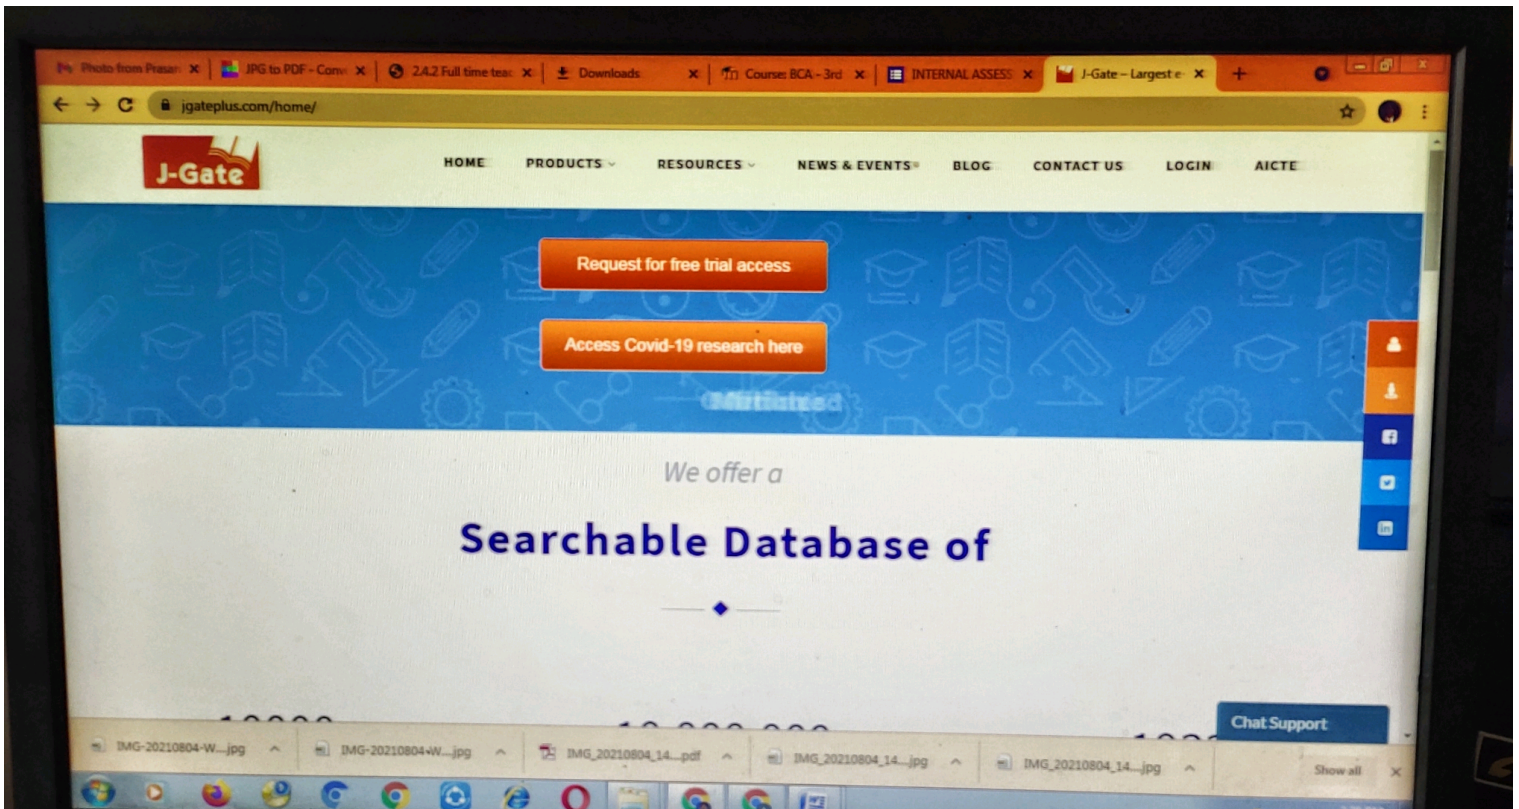 Photo from Prasan
JPG to PDF - Conv
2.4.2 Full time teac
Downloads
Course: BCA - 3rd
INTERNAL ASSESS
J-Gate – Largest e-
jgateplus.com/home/
J-Gate
HOME
PRODUCTS
RESOURCES
NEWS & EVENTS
BLOG
CONTACT US
LOGIN
AICTE
Request for free trial access
Access Covid-19 research here
We offer a
Searchable Database of
Chat Support
IMG-20210804-W....jpg
IMG-20210804-W....jpg
IMG_20210804_14....pdf
IMG_20210804_14....jpg
IMG_20210804_14....jpg
Show all